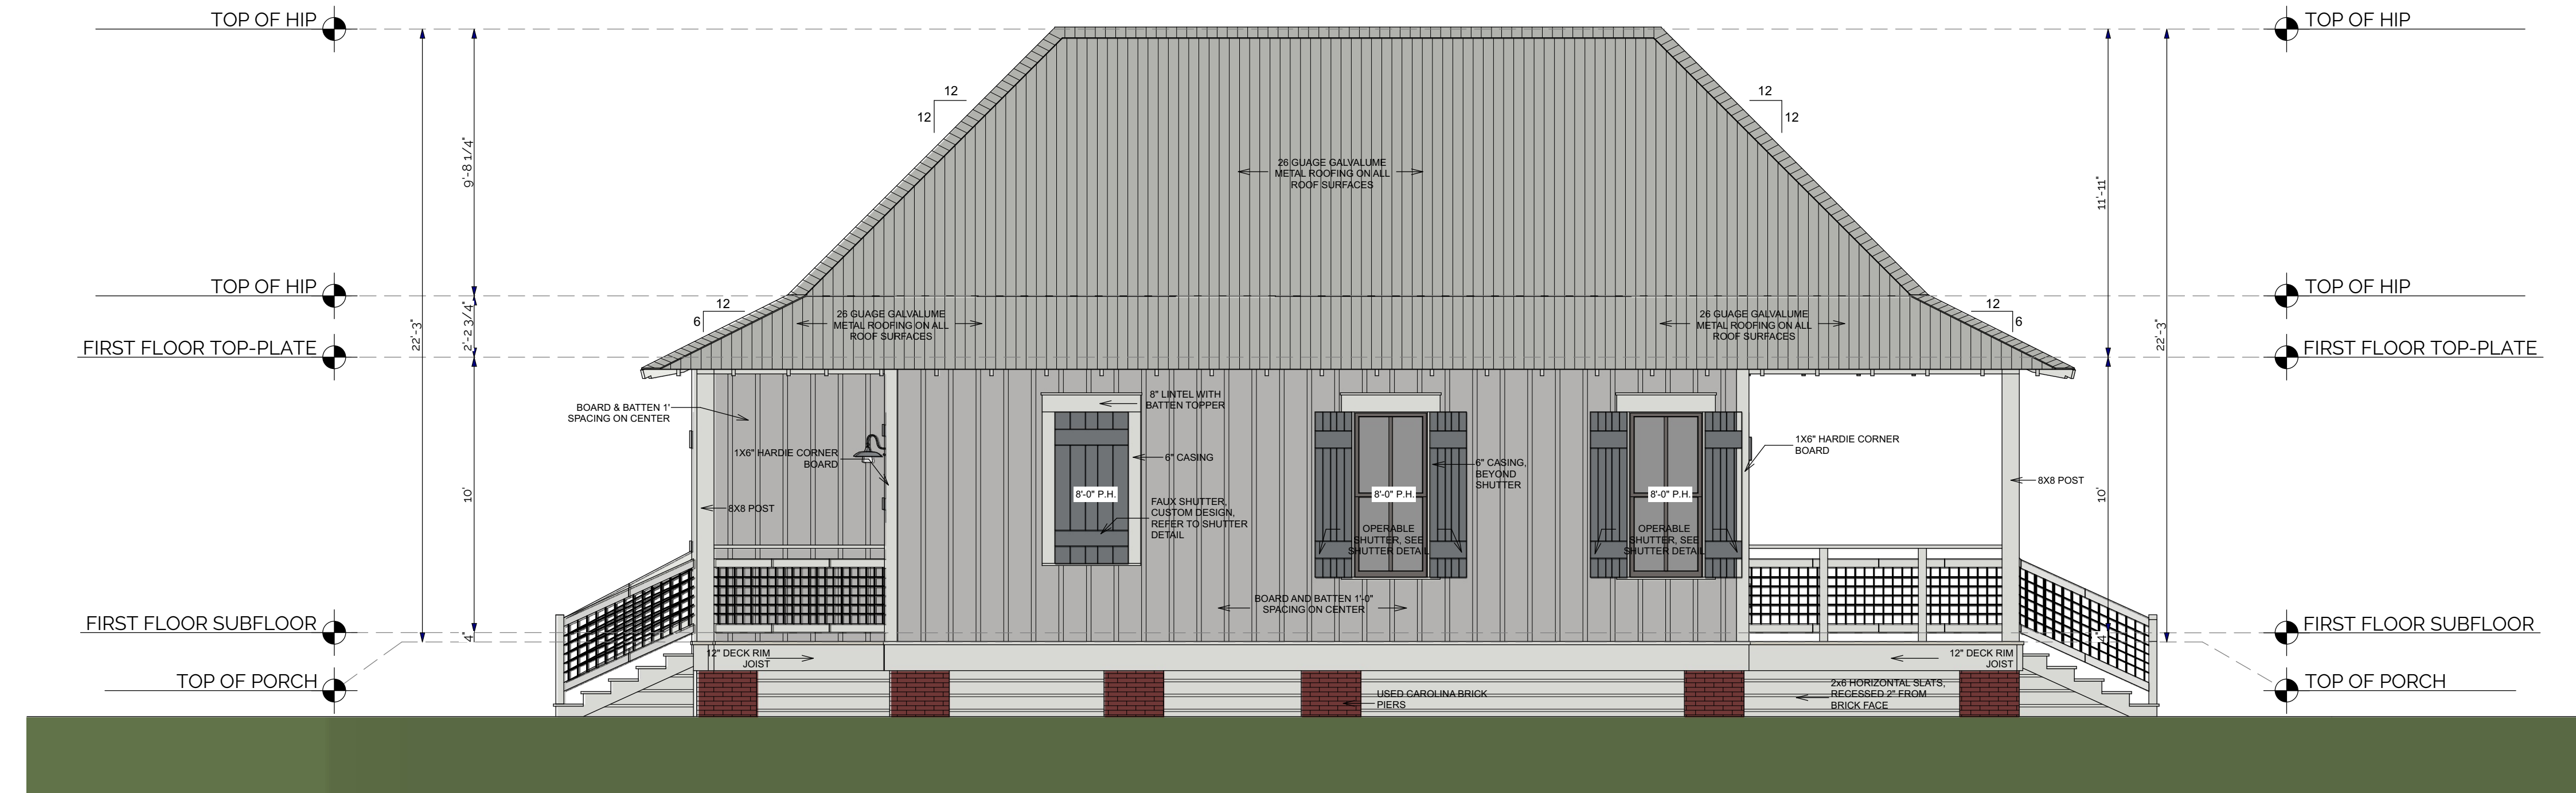 TOP OF HIP
TOP OF HIP
12
12
12
12
9'-8 1/4"
11'-11"
26 GUAGE GALVALUME
METAL ROOFING ON ALL
ROOF SURFACES
TOP OF HIP
TOP OF HIP
12
6
12
6
2'-2 3/4"
22'-3"
22'-3"
26 GUAGE GALVALUME
METAL ROOFING ON ALL
ROOF SURFACES
26 GUAGE GALVALUME
METAL ROOFING ON ALL
ROOF SURFACES
FIRST FLOOR TOP-PLATE
FIRST FLOOR TOP-PLATE
BOARD & BATTEN 1'
SPACING ON CENTER
8" LINTEL WITH
BATTEN TOPPER
1X6" HARDIE CORNER
BOARD
6" CASING
6" CASING,
BEYOND
SHUTTER
1X6" HARDIE CORNER
BOARD
10'
10'
8X8 POST
8X8 POST
8'-0" P.H.
8'-0" P.H.
8'-0" P.H.
FAUX SHUTTER,
CUSTOM DESIGN,
REFER TO SHUTTER
DETAIL
OPERABLE
SHUTTER, SEE
SHUTTER DETAIL
OPERABLE
SHUTTER, SEE
SHUTTER DETAIL
BOARD AND BATTEN 1'-0"
SPACING ON CENTER
FIRST FLOOR SUBFLOOR
FIRST FLOOR SUBFLOOR
4"
4"
12" DECK RIM
JOIST
12" DECK RIM
JOIST
TOP OF PORCH
TOP OF PORCH
USED CAROLINA BRICK
PIERS
2x6 HORIZONTAL SLATS,
RECESSED 2" FROM
BRICK FACE